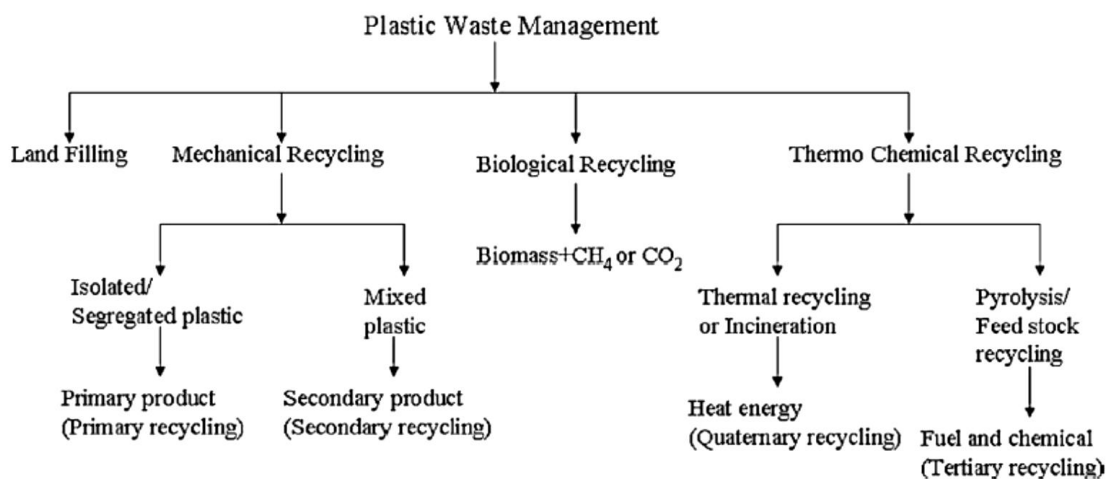 Plastic Waste Management
Land Filling
Mechanical Recycling
Biological Recycling
Thermo Chemical Recycling
Biomass+CH₄ or CO₂
Isolated/
Segregated plastic
Mixed
plastic
Thermal recycling
or Incineration
Pyrolysis/
Feed stock
recycling
Primary product
(Primary recycling)
Secondary product
(Secondary recycling)
Heat energy
(Quaternary recycling)
Fuel and chemical
(Tertiary recycling)